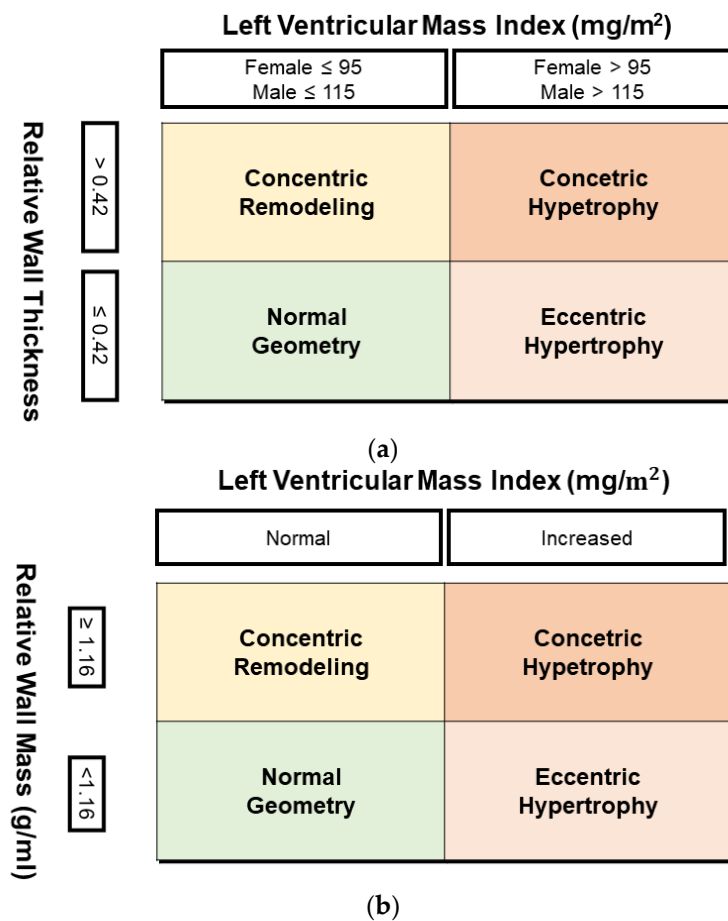 Left Ventricular Mass Index (mg/m²)
Female ≤ 95
Male ≤ 115
Female > 95
Male > 115
Relative Wall Thickness
> 0.42
≤ 0.42
Concentric
Remodeling
Concetric
Hypetrophy
Normal
Geometry
Eccentric
Hypertrophy
(a)
Left Ventricular Mass Index (mg/m²)
Normal
Increased
Relative Wall Mass (g/ml)
≥ 1.16
<1.16
Concentric
Remodeling
Concetric
Hypetrophy
Normal
Geometry
Eccentric
Hypertrophy
(b)